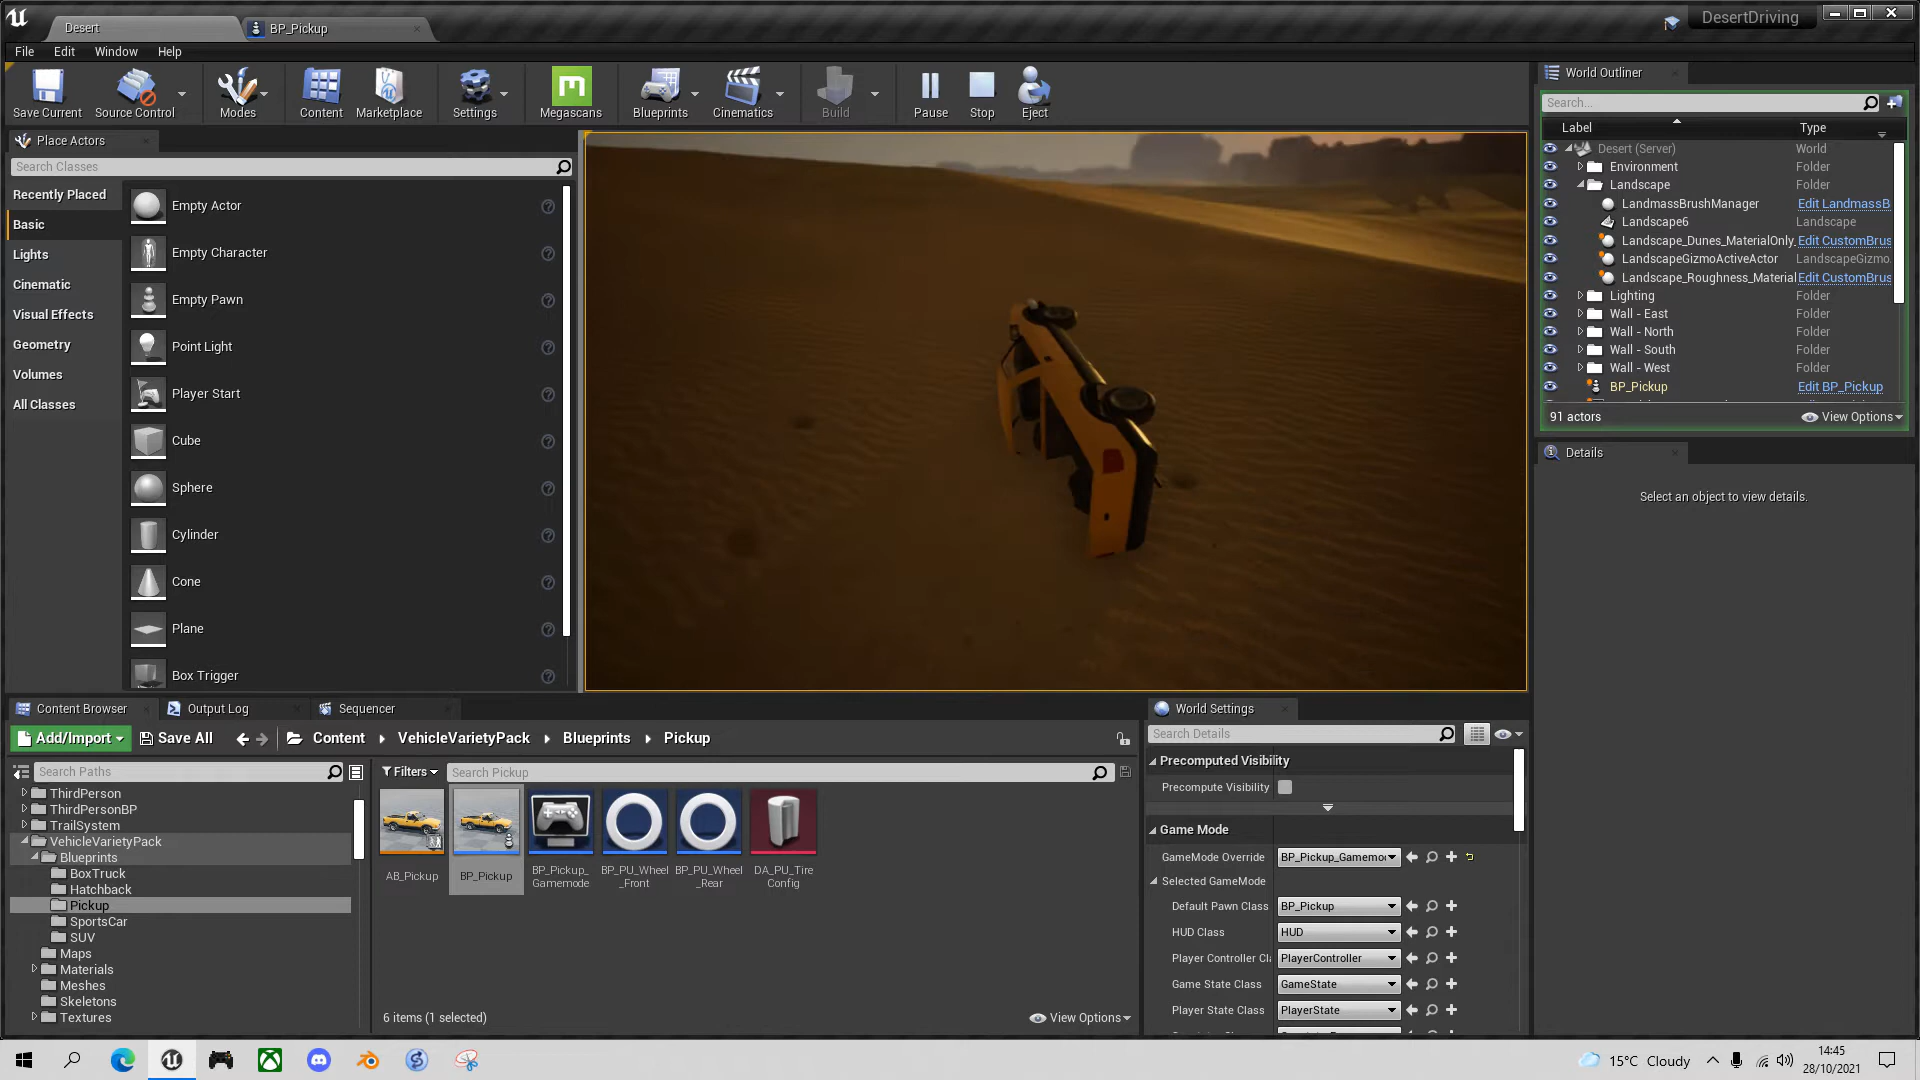 Desert
BP_Pickup
DesertDriving
File Edit Window Help
Save Current
Source Control
Modes
Content
Marketplace
Settings
Megascans
Blueprints
Cinematics
Build
Pause
Stop
Eject
Place Actors
Search Classes
Recently Placed
Basic
Lights
Cinematic
Visual Effects
Geometry
Volumes
All Classes
Empty Actor
Empty Character
Empty Pawn
Point Light
Player Start
Cube
Sphere
Cylinder
Cone
Plane
Box Trigger
World Outliner
Search...
Label Type
Desert (Server) World
Environment Folder
Landscape Folder
LandmassBrushManager Edit LandmassB
Landscape6 Landscape
Landscape_Dunes_MaterialOnly_ Edit CustomBrus
LandscapeGizmoActiveActor LandscapeGizmo
Landscape_Roughness_Material Edit CustomBrus
Lighting Folder
Wall - East Folder
Wall - North Folder
Wall - South Folder
Wall - West Folder
BP_Pickup Edit BP_Pickup
91 actors View Options
Details
Select an object to view details.
Content Browser
Output Log
Sequencer
Add/Import Save All Content VehicleVarietyPack Blueprints Pickup
Search Paths
ThirdPerson
ThirdPersonBP
TrailSystem
VehicleVarietyPack
Blueprints
BoxTruck
Hatchback
Pickup
SportsCar
SUV
Maps
Materials
Meshes
Skeletons
Textures
Filters Search Pickup
AB_Pickup
BP_Pickup
BP_Pickup_
Gamemode
BP_PU_Wheel
_Front
BP_PU_Wheel
_Rear
DA_PU_Tire
Config
6 items (1 selected) View Options
World Settings
Search Details
Precomputed Visibility
Precompute Visibility
Game Mode
GameMode Override BP_Pickup_Gamemo
Selected GameMode
Default Pawn Class BP_Pickup
HUD Class HUD
Player Controller Cl PlayerController
Game State Class GameState
Player State Class PlayerState
15°C Cloudy
14:45
28/10/2021